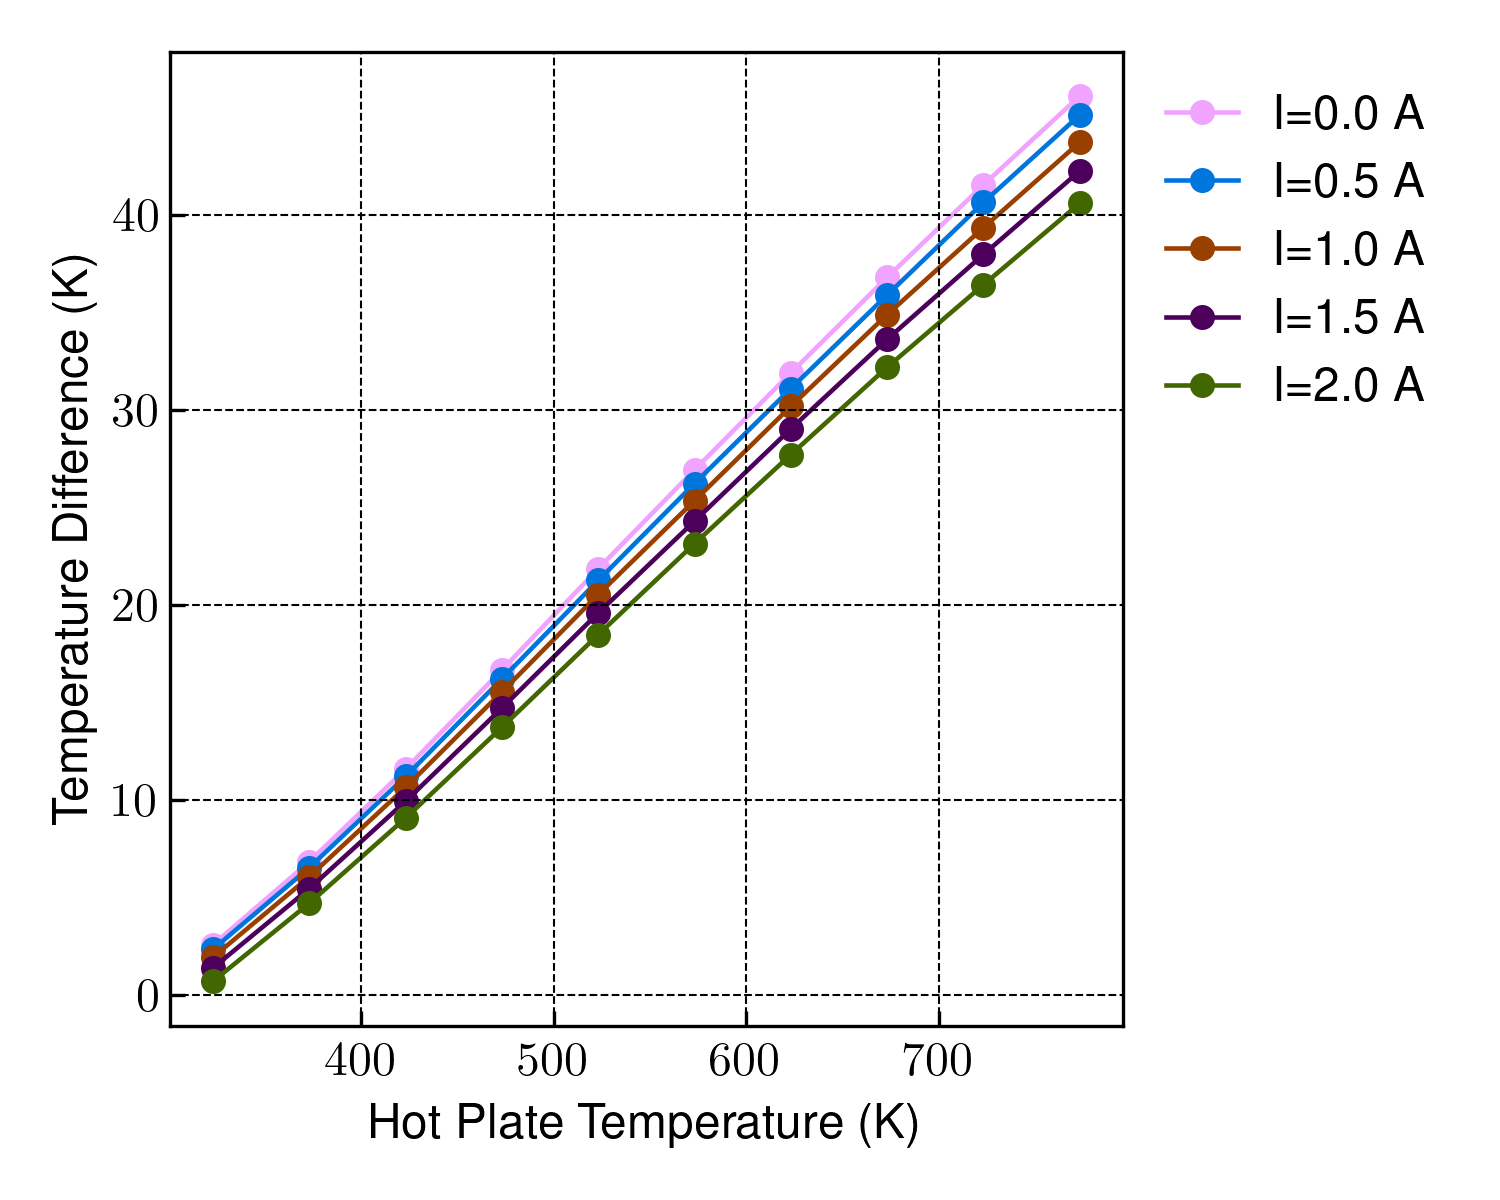 Temperature Difference (K)
40
30
20
10
0
400 500 600 700
Hot Plate Temperature (K)
I=0.0 A
I=0.5 A
I=1.0 A
I=1.5 A
I=2.0 A